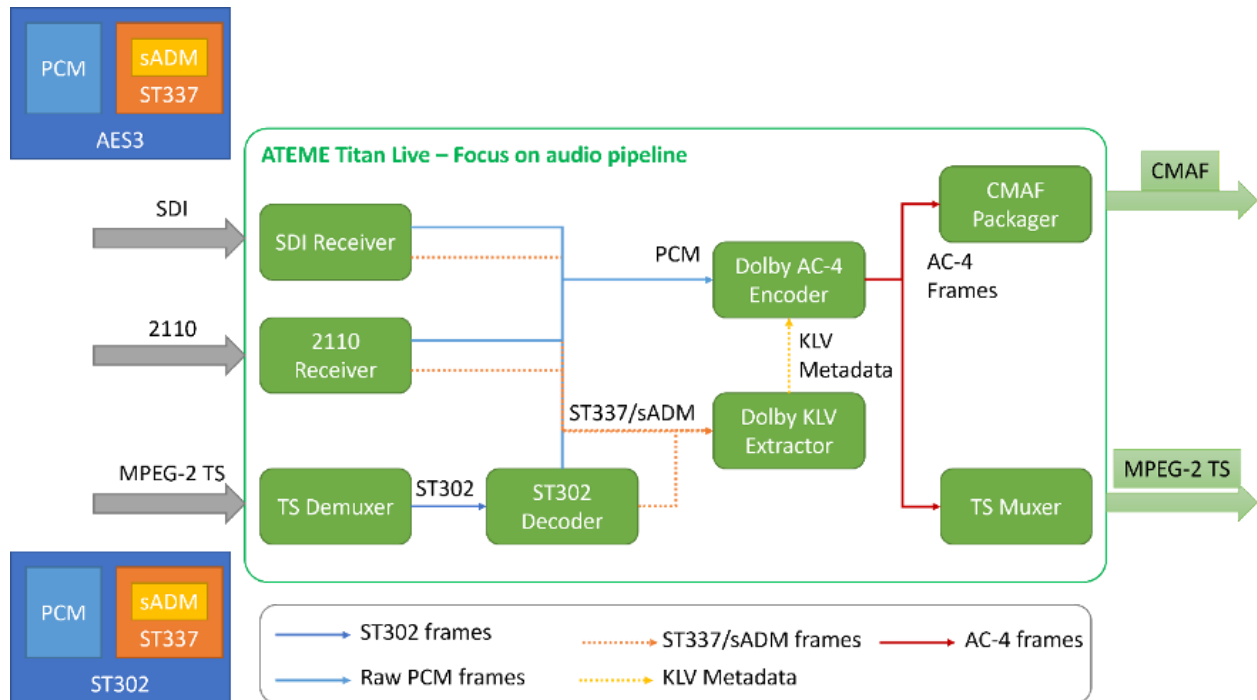 PCM
sADM
ST337
AES3
ATEME Titan Live – Focus on audio pipeline
SDI
SDI Receiver
2110
2110
Receiver
MPEG-2 TS
TS Demuxer
ST302
ST302
Decoder
PCM
ST337/sADM
Dolby AC-4
Encoder
KLV
Metadata
Dolby KLV
Extractor
CMAF
Packager
AC-4
Frames
TS Muxer
CMAF
MPEG-2 TS
PCM
sADM
ST337
ST302
ST302 frames
ST337/sADM frames
AC-4 frames
Raw PCM frames
KLV Metadata